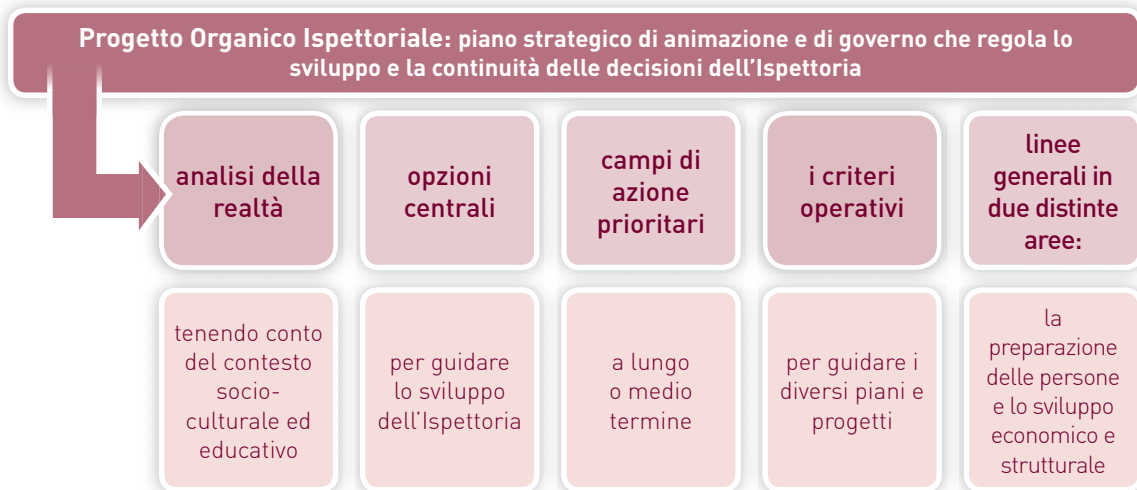 Progetto Organico Ispettoriale: piano strategico di animazione e di governo che regola lo
sviluppo e la continuità delle decisioni dell’Ispettoria
analisi della
realtà
opzioni
centrali
campi di
azione
prioritari
i criteri
operativi
linee
generali in
due distinte
aree:
tenendo conto
del contesto
socio-
culturale ed
educativo
per guidare
lo sviluppo
dell’Ispettoria
a lungo
o medio
termine
per guidare i
diversi piani e
progetti
la
preparazione
delle persone
e lo sviluppo
economico e
strutturale